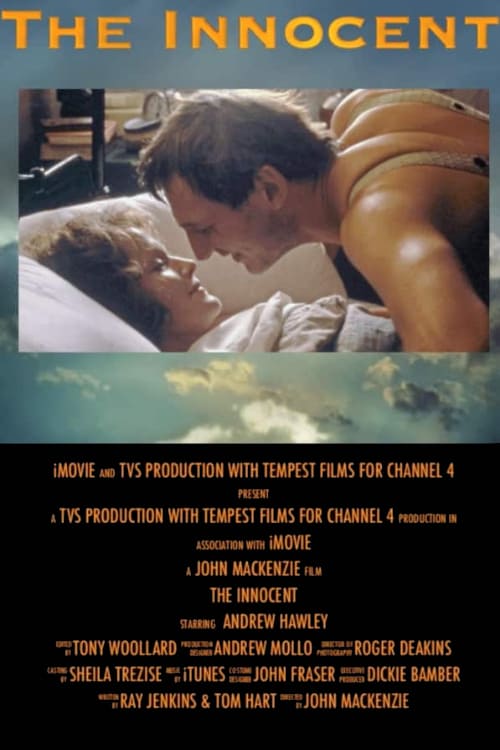 THE INNOCENT
iMOVIE AND TVS PRODUCTION WITH TEMPEST FILMS FOR CHANNEL 4
PRESENT
A TVS PRODUCTION WITH TEMPEST FILMS FOR CHANNEL 4 PRODUCTION IN
ASSOCIATION WITH iMOVIE
A JOHN MACKENZIE FILM
THE INNOCENT
STARRING ANDREW HAWLEY
EDITED BY TONY WOOLLARD PRODUCTION DESIGNER ANDREW MOLLO DIRECTOR OF PHOTOGRAPHY ROGER DEAKINS
CASTING BY SHEILA TREZISE MUSIC BY iTUNES COSTUME DESIGNER JOHN FRASER EXECUTIVE PRODUCER DICKIE BAMBER
WRITTEN BY RAY JENKINS & TOM HART DIRECTED BY JOHN MACKENZIE